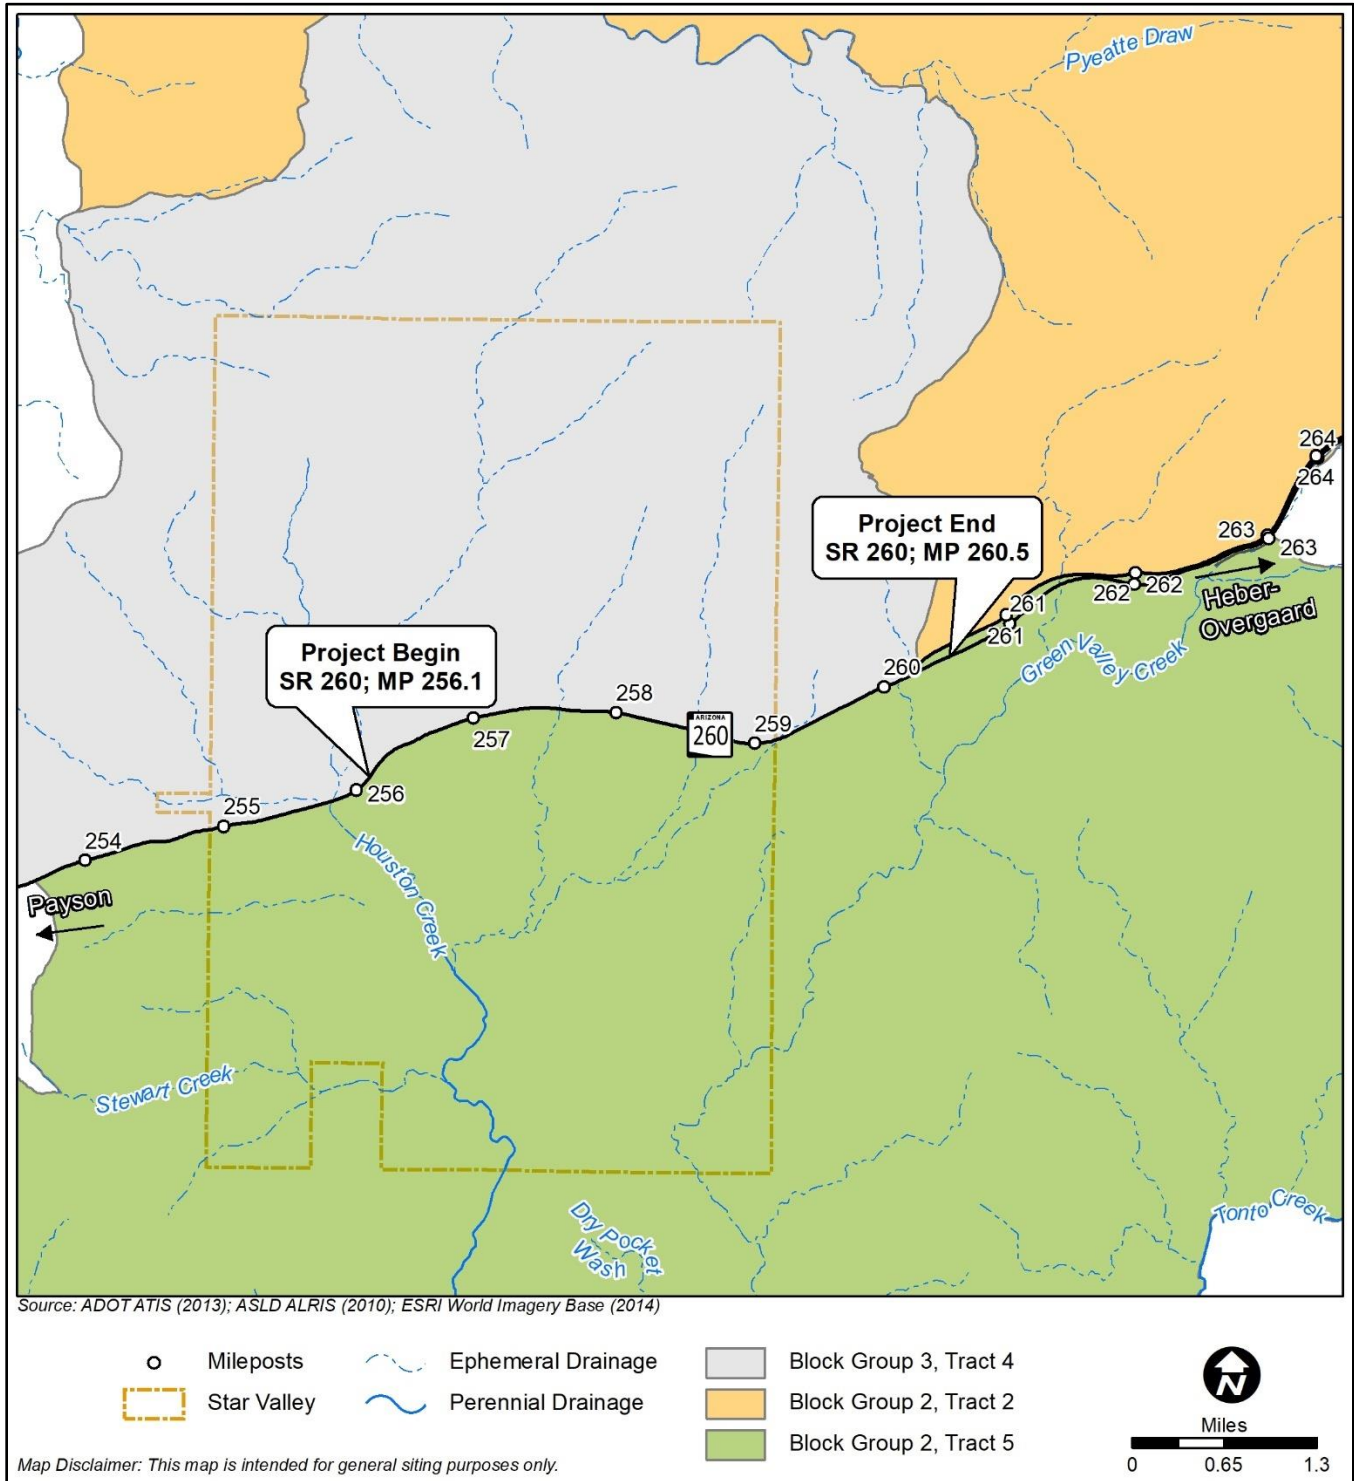 Pyeatte Draw
264
264
Project End
SR 260; MP 260.5
263
263
262
262
Heber-
Overgaard
261
261
Green Valley Creek
Project Begin
SR 260; MP 256.1
260
258
259
257
ARIZONA
260
256
255
254
Houston Creek
Payson
Stewart Creek
Dry Pocket
Wash
Tonto Creek
Source: ADOT ATIS (2013); ASLD ALRIS (2010); ESRI World Imagery Base (2014)
Mileposts
Ephemeral Drainage
Block Group 3, Tract 4
Star Valley
Perennial Drainage
Block Group 2, Tract 2
Block Group 2, Tract 5
N
Miles
0 0.65 1.3
Map Disclaimer: This map is intended for general siting purposes only.